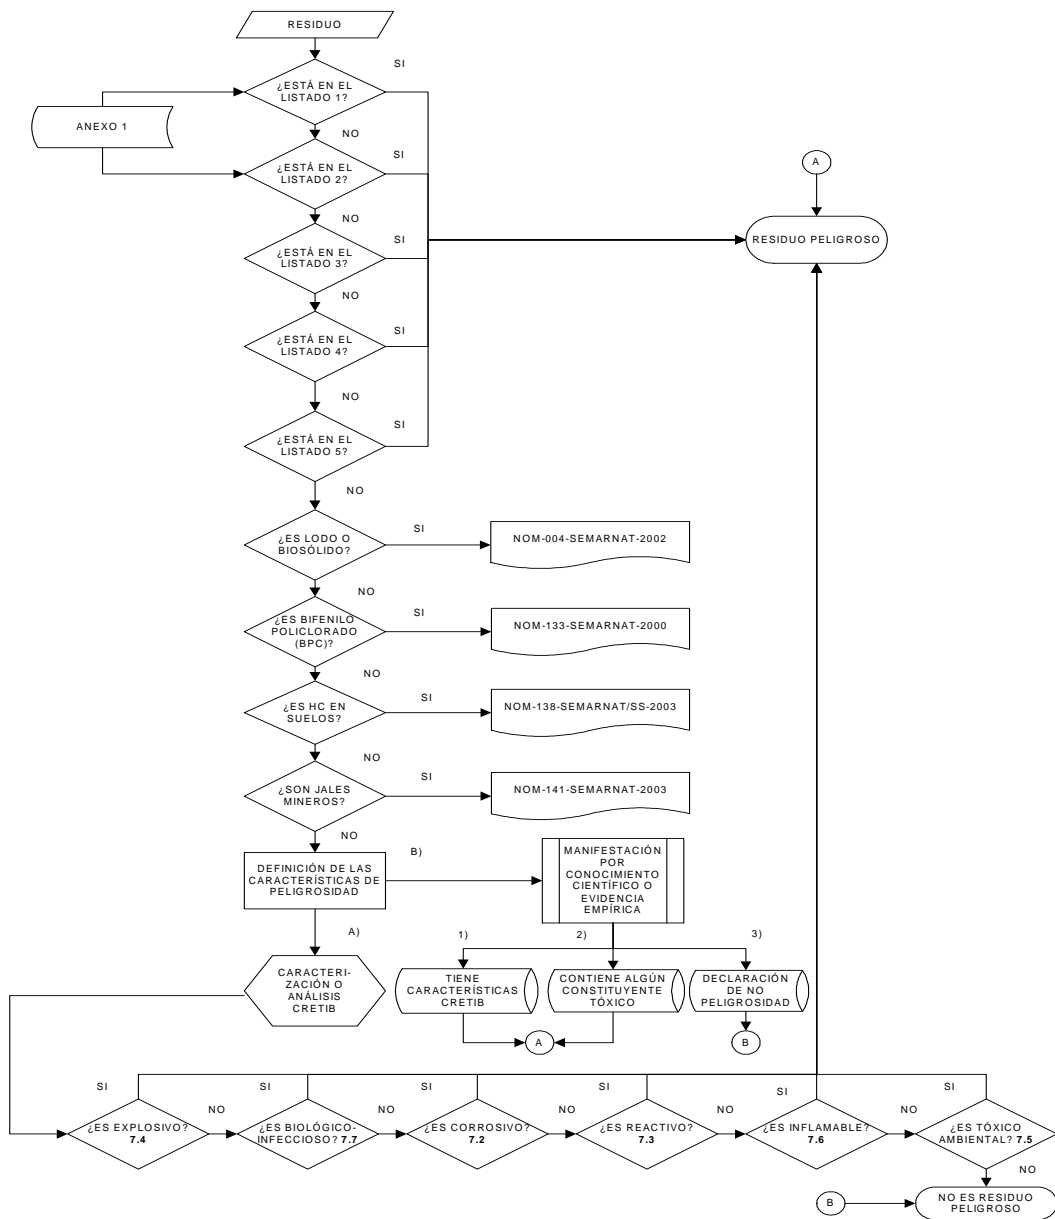 RESIDUO
SI
¿ESTÁ EN EL
LISTADO 1?
ANEXO 1
NO
SI
¿ESTÁ EN EL
LISTADO 2?
A
NO
SI
RESIDUO PELIGROSO
¿ESTÁ EN EL
LISTADO 3?
NO
SI
¿ESTÁ EN EL
LISTADO 4?
NO
SI
¿ESTÁ EN EL
LISTADO 5?
NO
¿ES LODO O
BIOSÓLIDO?
SI
NOM-004-SEMARNAT-2002
NO
¿ES BIFENILO
POLICLORADO
(BPC)?
SI
NOM-133-SEMARNAT-2000
NO
¿ES HC EN
SUELOS?
SI
NOM-138-SEMARNAT/SS-2003
NO
¿SON JALES
MINEROS?
SI
NOM-141-SEMARNAT-2003
NO
DEFINICIÓN DE LAS
CARACTERÍSTICAS DE
PELIGROSIDAD
B)
MANIFESTACIÓN
POR
CONOCIMIENTO
CIENTÍFICO O
EVIDENCIA
EMPÍRICA
A)
1)
2)
3)
CARACTERI-
ZACIÓN O
ANÁLISIS
CRETIB
TIENE
CARACTERÍSTICAS
CRETIB
CONTIENE ALGÚN
CONSTITUYENTE
TÓXICO
DECLARACIÓN
DE NO
PELIGROSIDAD
A
B
SI
¿ES EXPLOSIVO?
7.4
NO
SI
¿ES BIOLÓGICO-
INFECCIOSO? 7.7
NO
SI
¿ES CORROSIVO?
7.2
NO
SI
¿ES REACTIVO?
7.3
NO
SI
¿ES INFLAMABLE?
7.6
NO
SI
¿ES TÓXICO
AMBIENTAL? 7.5
NO
B
NO ES RESIDUO
PELIGROSO